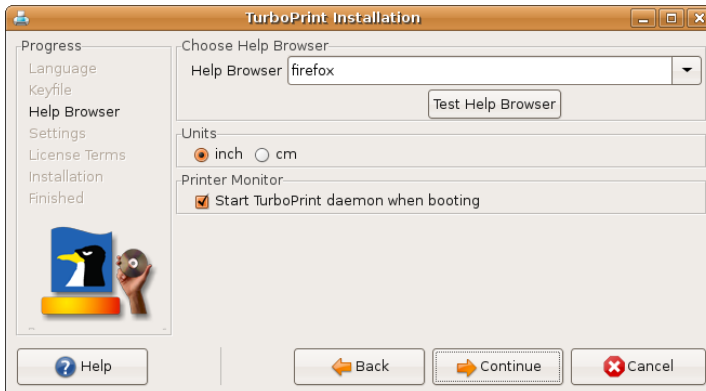 TurboPrint Installation
Progress
Language
Keyfile
Help Browser
Settings
License Terms
Installation
Finished
Choose Help Browser
Help Browser firefox
Test Help Browser
Units
inch cm
Printer Monitor
Start TurboPrint daemon when booting
Help Back Continue Cancel